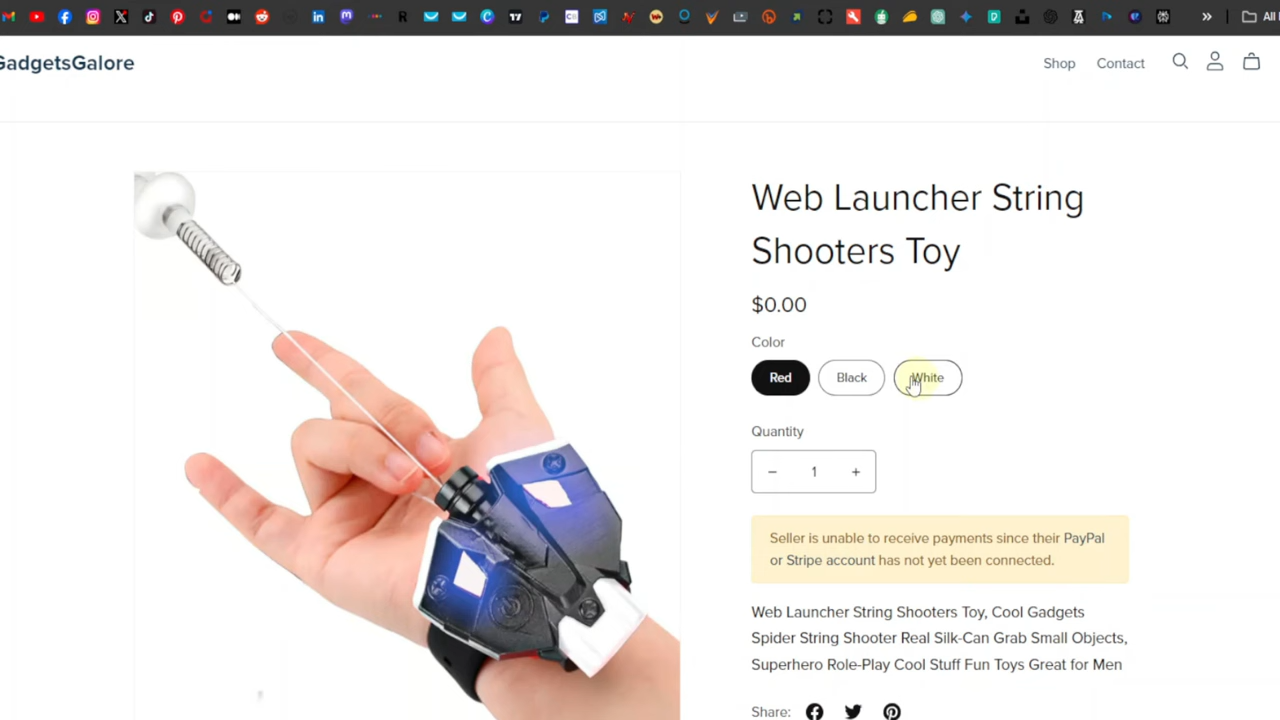 GadgetsGalore
Shop Contact
Web Launcher String
Shooters Toy
$0.00
Color
Red Black White
Quantity
− 1 +
Seller is unable to receive payments since their PayPal
or Stripe account has not yet been connected.
Web Launcher String Shooters Toy, Cool Gadgets
Spider String Shooter Real Silk-Can Grab Small Objects,
Superhero Role-Play Cool Stuff Fun Toys Great for Men
Share: